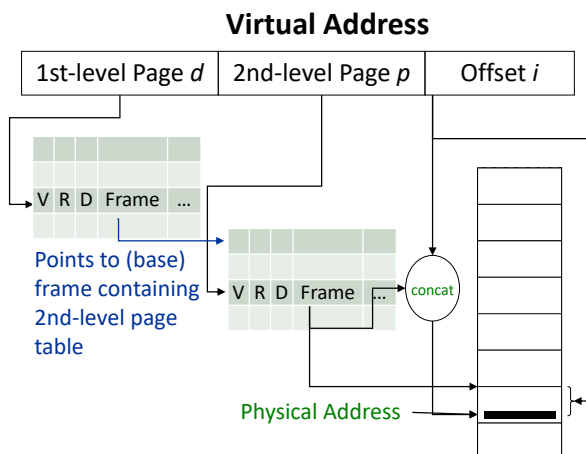 Virtual Address
1st-level Page d
2nd-level Page p
Offset i
V R D Frame ...
Points to (base)
frame containing
2nd-level page
table
V R D Frame ...
concat
Physical Address